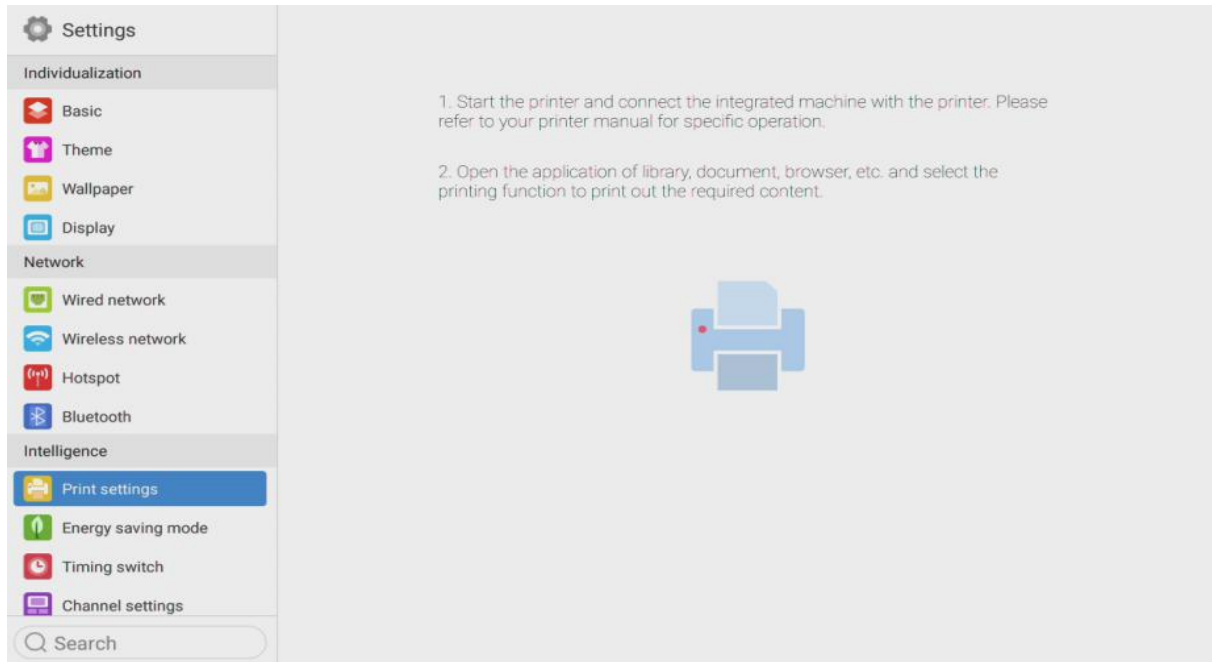 Settings
Individualization
Basic
Theme
Wallpaper
Display
Network
Wired network
Wireless network
Hotspot
Bluetooth
Intelligence
Print settings
Energy saving mode
Timing switch
Channel settings
Search
1. Start the printer and connect the integrated machine with the printer. Please
refer to your printer manual for specific operation.
2. Open the application of library, document, browser, etc. and select the
printing function to print out the required content.